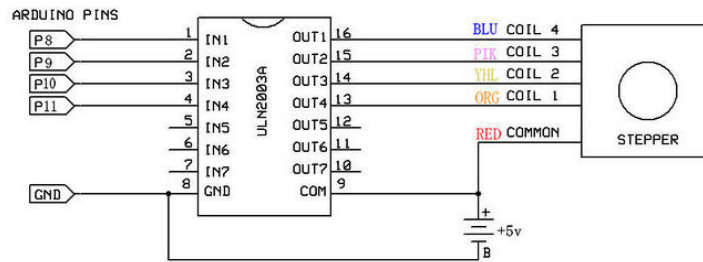 ARDUINO PINS
P8 1 IN1 OUT1 16 BLU COIL 4
P9 2 IN2 OUT2 15 PIK COIL 3
P10 3 IN3 OUT3 14 YHL COIL 2
P11 4 IN4 OUT4 13 ORG COIL 1
5 IN5 OUT5 12
6 IN6 OUT6 11
7 IN7 OUT7 10
GND 8 GND COM 9
ULN2003A
RED COMMON
STEPPER
+
+5v
B